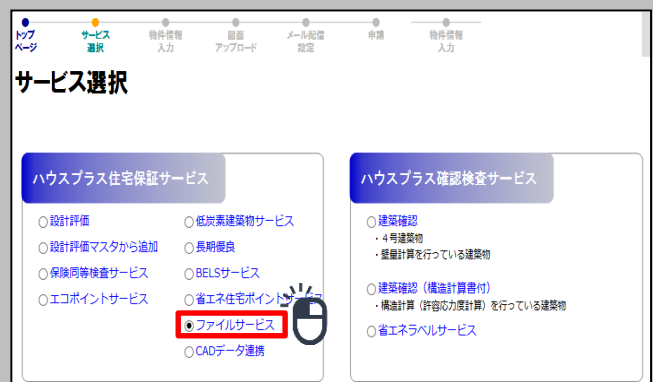 トップ
ページ
サービス
選択
物件情報
入力
図面
アップロード
メール配信
設定
申請
物件情報
入力
サービス選択
ハウスプラス住宅保証サービス
設計評価
設計評価マスタから追加
保険同等検査サービス
エコポイントサービス
低炭素建築物サービス
長期優良
BELSサービス
省エネ住宅ポイントサービス
ファイルサービス
CADデータ連携
ハウスプラス確認検査サービス
建築確認
・４号建築物
・壁量計算を行っている建築物
建築確認（構造計算書付）
・構造計算（許容応力度計算）を行っている建築物
省エネラベルサービス